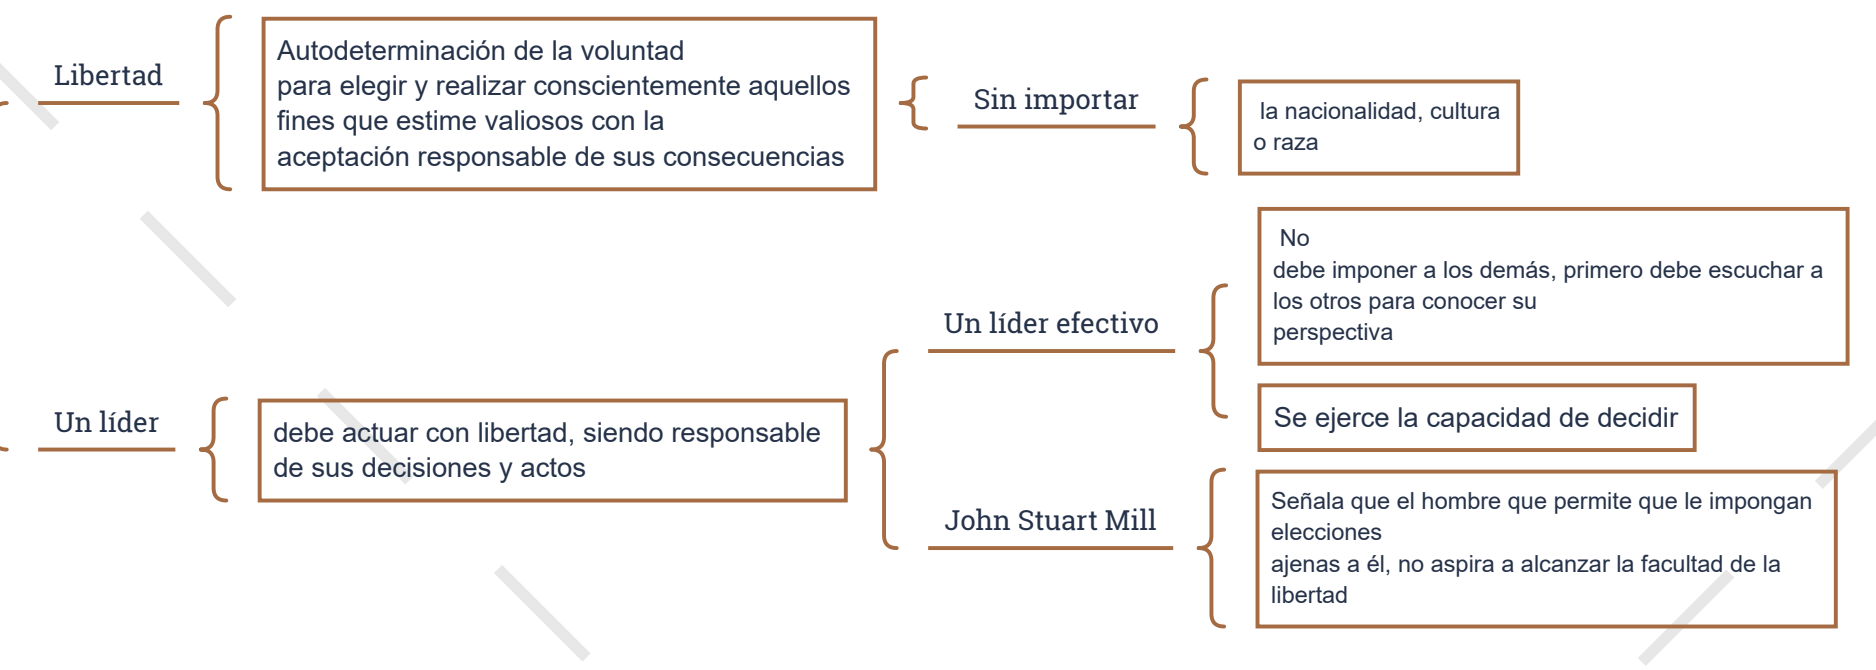 Libertad
Autodeterminación de la voluntad
para elegir y realizar conscientemente aquellos
fines que estime valiosos con la
aceptación responsable de sus consecuencias
Sin importar
la nacionalidad, cultura
o raza
Un líder
debe actuar con libertad, siendo responsable
de sus decisiones y actos
Un líder efectivo
No
debe imponer a los demás, primero debe escuchar a
los otros para conocer su
perspectiva
Se ejerce la capacidad de decidir
John Stuart Mill
Señala que el hombre que permite que le impongan
elecciones
ajenas a él, no aspira a alcanzar la facultad de la
libertad